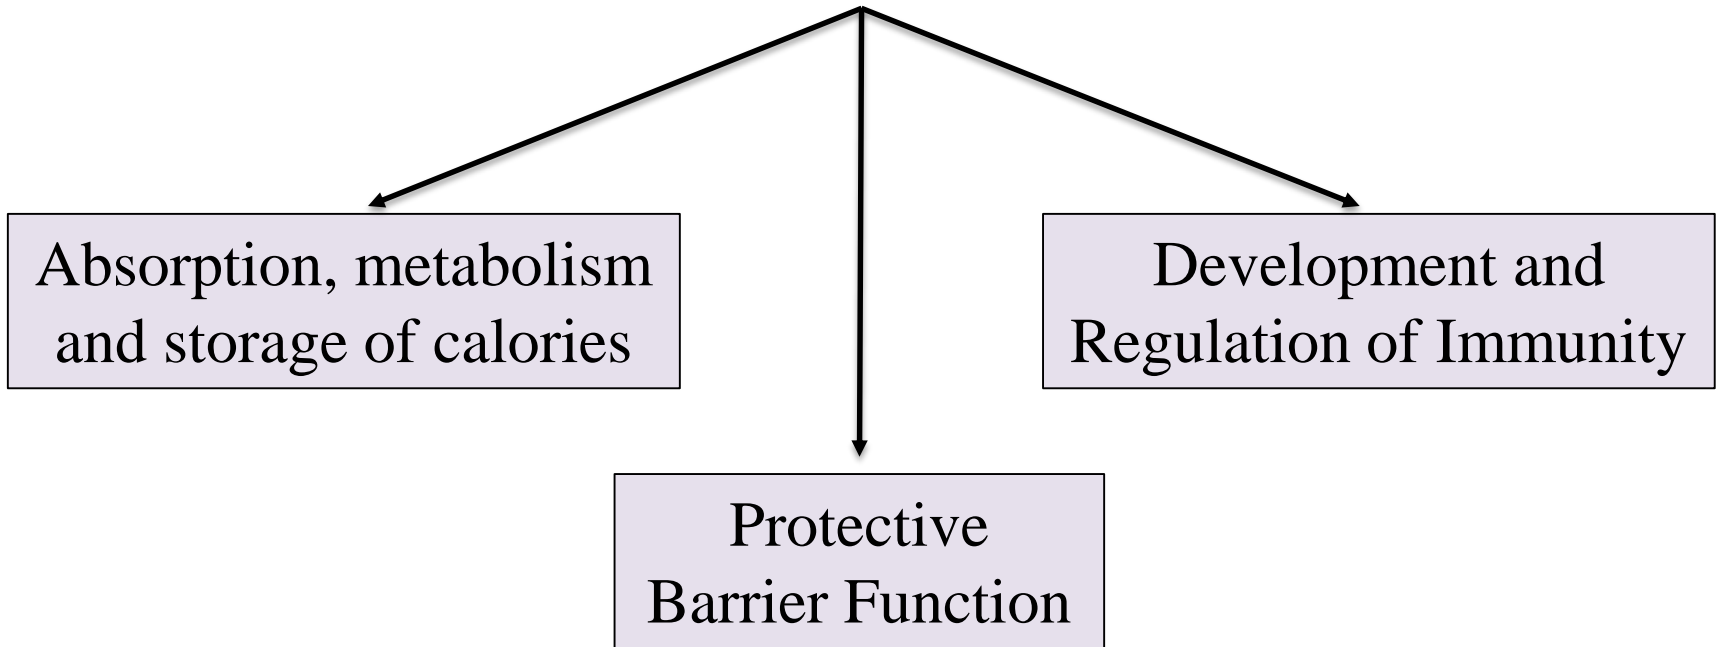 Absorption, metabolism
and storage of calories
Development and
Regulation of Immunity
Protective
Barrier Function